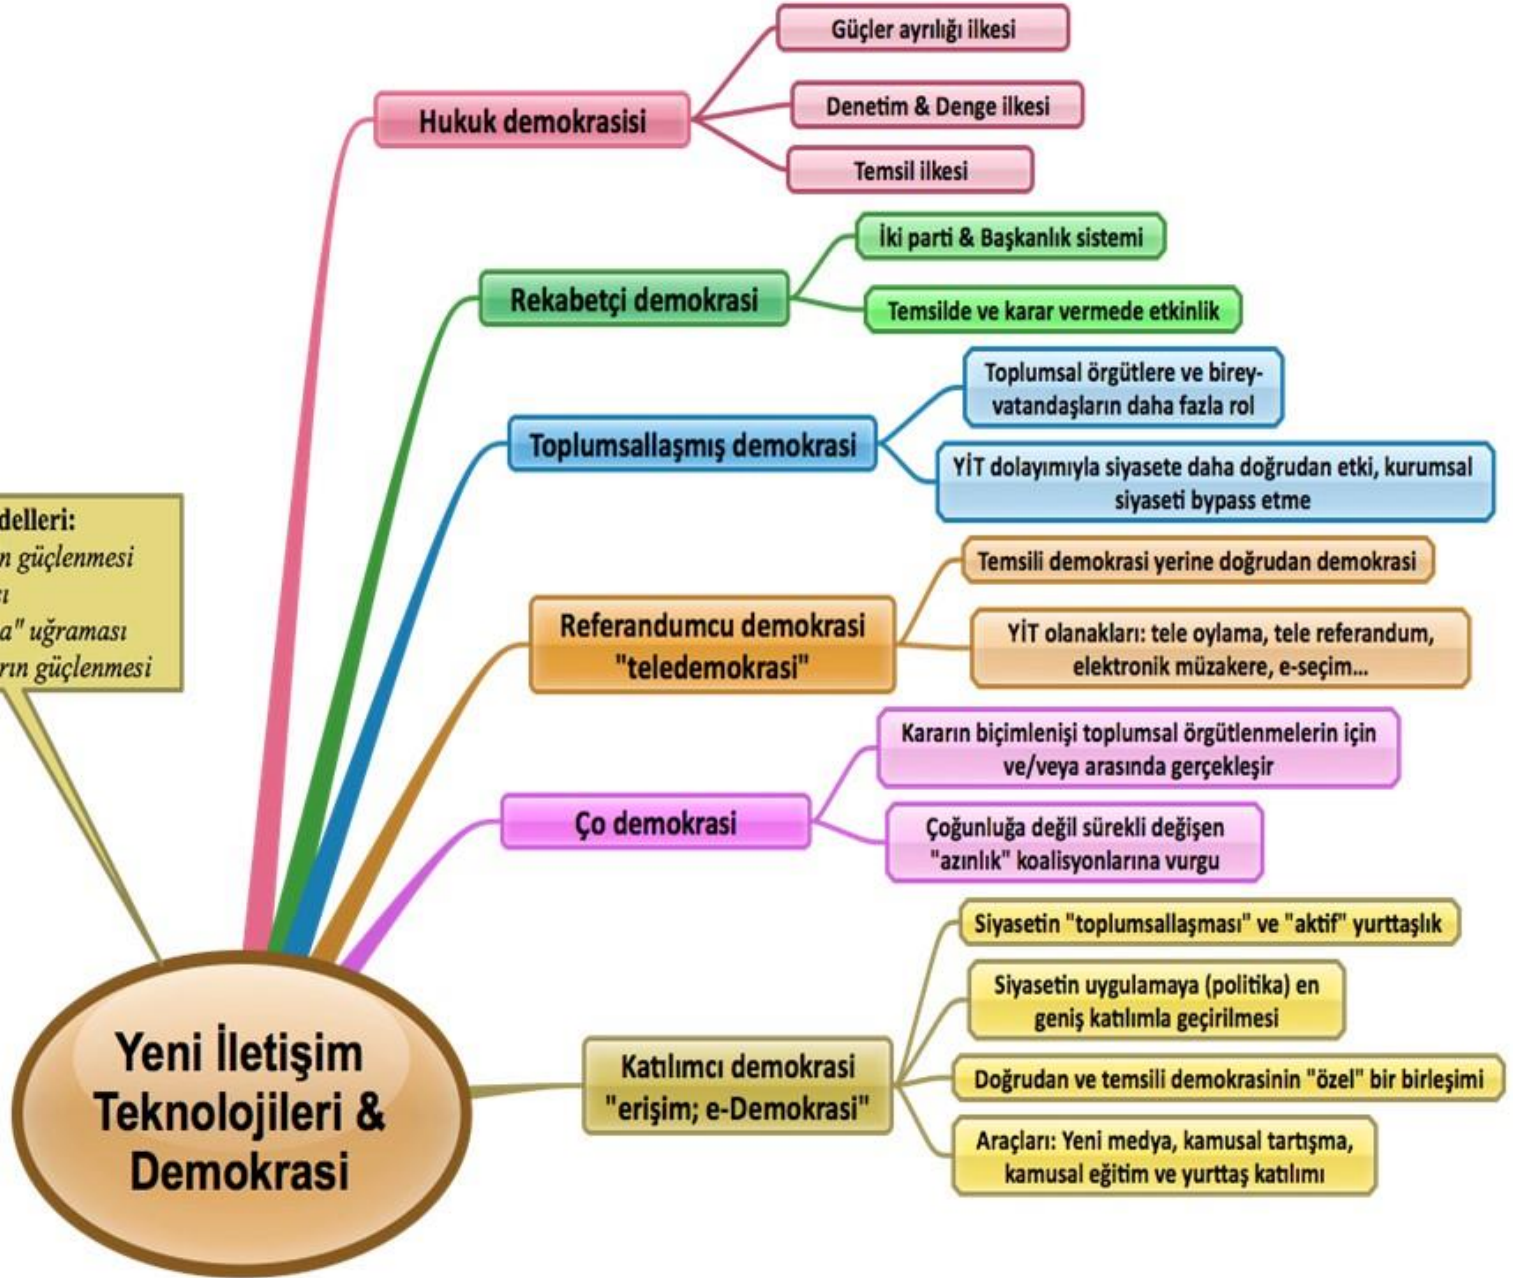 Güçler ayrılığı ilkesi
Hukuk demokrasisi
Denetim & Denge ilkesi
Temsil ilkesi
İki parti & Başkanlık sistemi
Rekabetçi demokrasi
Temsilde ve karar vermede etkinlik
Toplumsal örgütlere ve birey-
vatandaşların daha fazla rol
Toplumsallaşmış demokrasi
YİT dolayımıyla siyasete daha doğrudan etki, kurumsal
siyaseti bypass etme
delleri:
n güçlenmesi
sı
a" uğraması
rın güçlenmesi
Temsili demokrasi yerine doğrudan demokrasi
Referandumcu demokrasi
"teledemokrasi"
YİT olanakları: tele oylama, tele referandum,
elektronik müzakere, e-seçim...
Kararın biçimlenişi toplumsal örgütlenmelerin için
ve/veya arasında gerçekleşir
Ço demokrasi
Çoğunluğa değil sürekli değişen
"azınlık" koalisyonlarına vurgu
Siyasetin "toplumsallaşması" ve "aktif" yurttaşlık
Siyasetin uygulamaya (politika) en
geniş katılımla geçirilmesi
Katılımcı demokrasi
"erişim; e-Demokrasi"
Doğrudan ve temsili demokrasinin "özel" bir birleşimi
Araçları: Yeni medya, kamusal tartışma,
kamusal eğitim ve yurttaş katılımı
Yeni İletişim
Teknolojileri &
Demokrasi